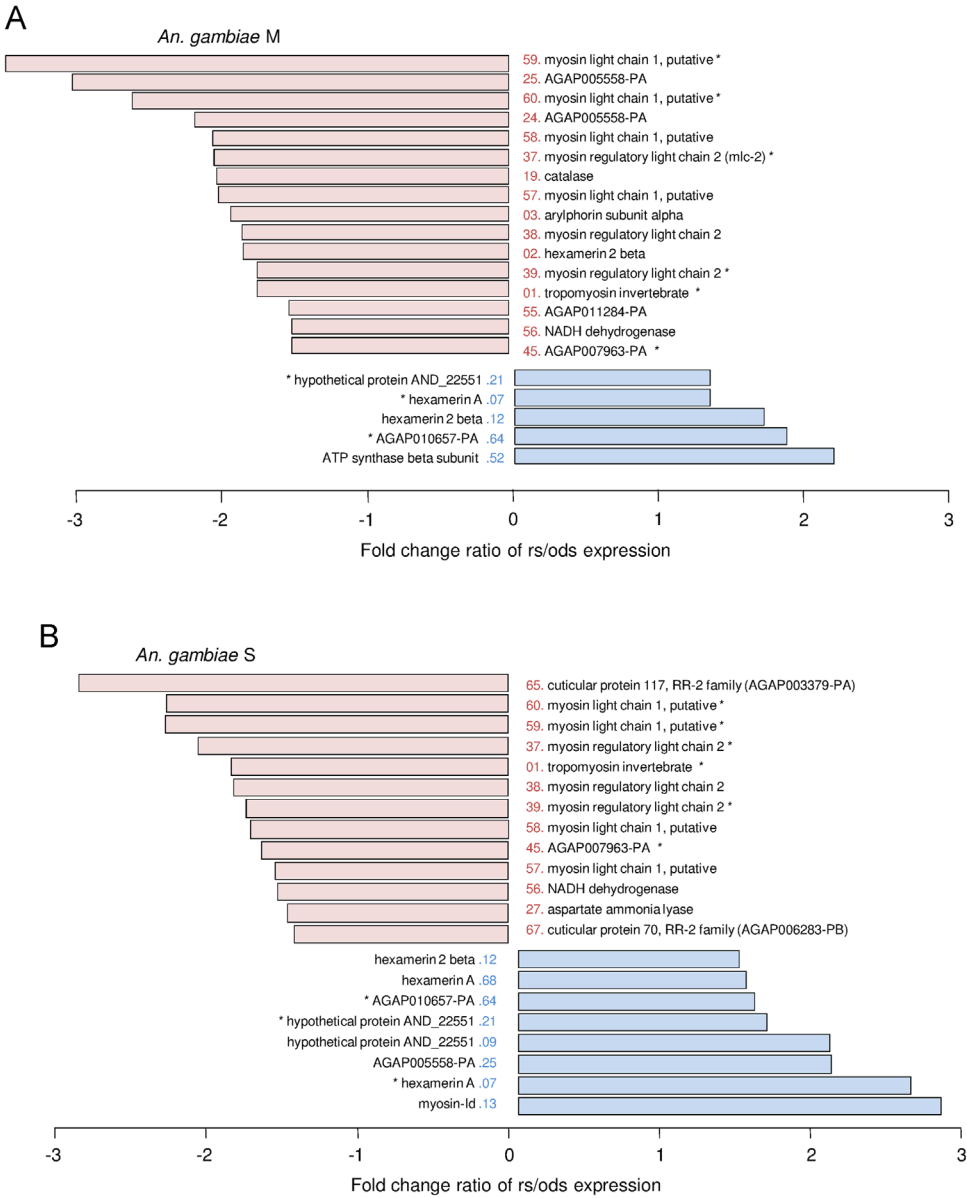 A
An. gambiae M
59. myosin light chain 1, putative *
25. AGAP005558-PA
60. myosin light chain 1, putative *
24. AGAP005558-PA
58. myosin light chain 1, putative
37. myosin regulatory light chain 2 (mlc-2) *
19. catalase
57. myosin light chain 1, putative
03. arylphorin subunit alpha
38. myosin regulatory light chain 2
02. hexamerin 2 beta
39. myosin regulatory light chain 2 *
01. tropomyosin invertebrate *
55. AGAP011284-PA
56. NADH dehydrogenase
45. AGAP007963-PA *
* hypothetical protein AND_22551 .21
* hexamerin A .07
hexamerin 2 beta .12
* AGAP010657-PA .64
ATP synthase beta subunit .52
-3 -2 -1 0 1 2 3
Fold change ratio of rs/ods expression
B
An. gambiae S
65. cuticular protein 117, RR-2 family (AGAP003379-PA)
60. myosin light chain 1, putative *
59. myosin light chain 1, putative *
37. myosin regulatory light chain 2 *
01. tropomyosin invertebrate *
38. myosin regulatory light chain 2
39. myosin regulatory light chain 2 *
58. myosin light chain 1, putative
45. AGAP007963-PA *
57. myosin light chain 1, putative
56. NADH dehydrogenase
27. aspartate ammonia lyase
67. cuticular protein 70, RR-2 family (AGAP006283-PB)
hexamerin 2 beta .12
hexamerin A .68
* AGAP010657-PA .64
* hypothetical protein AND_22551 .21
hypothetical protein AND_22551 .09
AGAP005558-PA .25
* hexamerin A .07
myosin-Id .13
-3 -2 -1 0 1 2 3
Fold change ratio of rs/ods expression